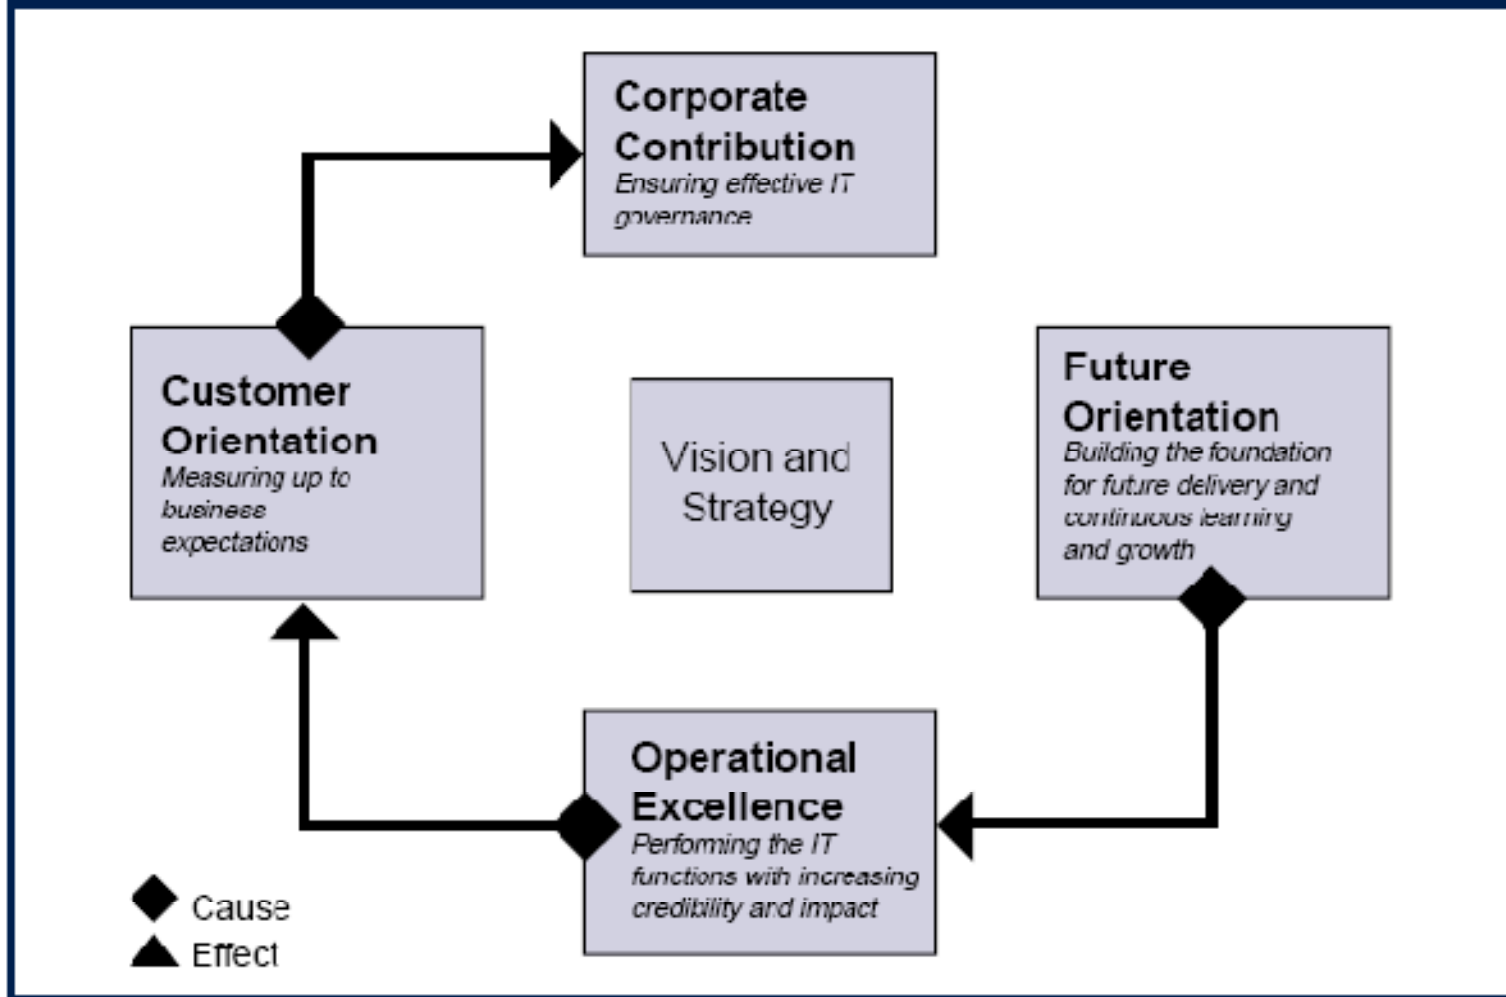 Corporate
Contribution
Ensuring effective IT
governance
Customer
Orientation
Measuring up to
business
expectations
Vision and
Strategy
Future
Orientation
Building the foundation
for future delivery and
continuous learning
and growth
Operational
Excellence
Performing the IT
functions with increasing
credibility and impact
Cause
Effect